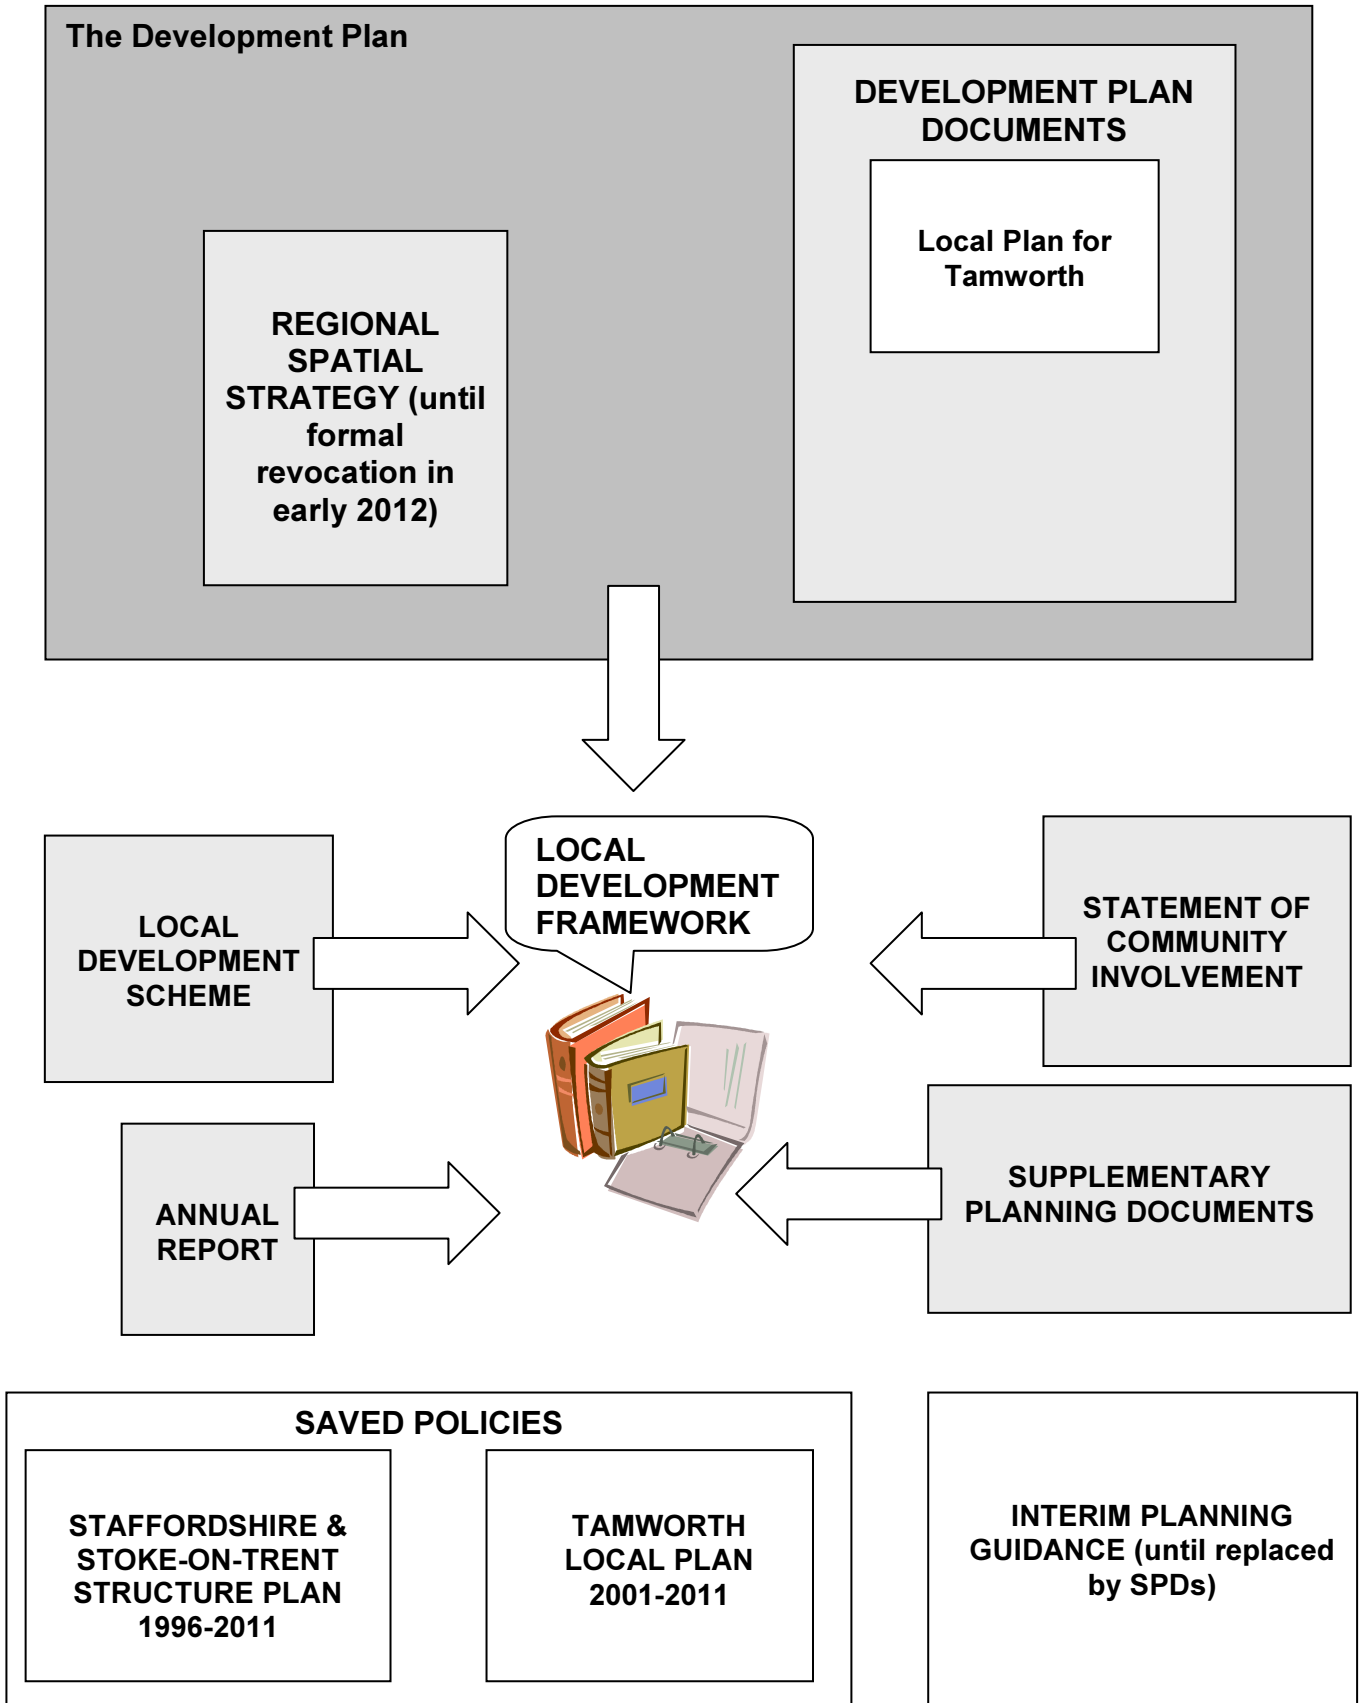 The Development Plan
DEVELOPMENT PLAN
DOCUMENTS
Local Plan for
Tamworth
REGIONAL
SPATIAL
STRATEGY (until
formal
revocation in
early 2012)
LOCAL
DEVELOPMENT
FRAMEWORK
LOCAL
DEVELOPMENT
SCHEME
STATEMENT OF
COMMUNITY
INVOLVEMENT
ANNUAL
REPORT
SUPPLEMENTARY
PLANNING DOCUMENTS
SAVED POLICIES
STAFFORDSHIRE &
STOKE-ON-TRENT
STRUCTURE PLAN
1996-2011
TAMWORTH
LOCAL PLAN
2001-2011
INTERIM PLANNING
GUIDANCE (until replaced
by SPDs)